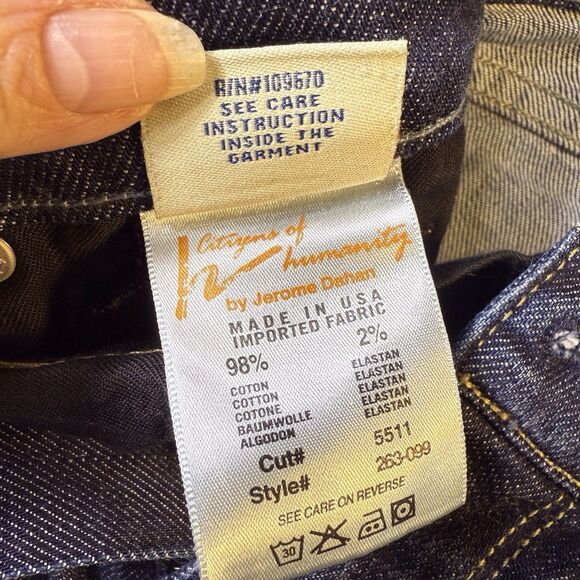 R/N#109670
SEE CARE
INSTRUCTION
INSIDE THE
GARMENT
Citizens of
humanity
by Jerome Dahan
MADE IN USA
IMPORTED FABRIC
98% 2%
COTON ELASTAN
COTTON ELASTAN
COTONE ELASTAN
BAUMWOLLE ELASTAN
ALGODON
Cut# 5511
Style# 263-099
SEE CARE ON REVERSE
30